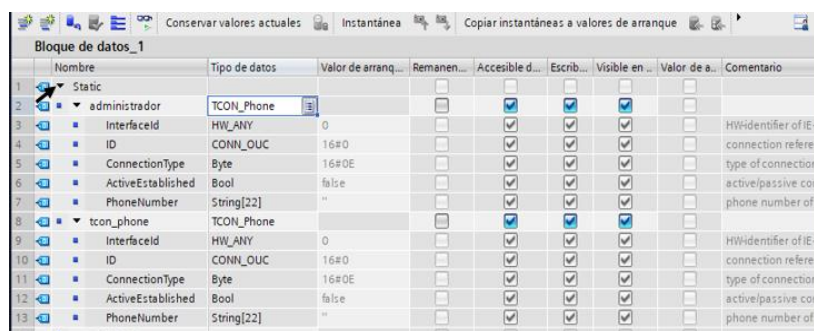 Conservar valores actuales Instantánea Copiar instantáneas a valores de arranque
Bloque de datos_1
Nombre Tipo de datos Valor de arranq... Remanen... Accesible d... Escrib... Visible en .. Valor de a.. Comentario
1 Static
2 administrador TCON_Phone
3 InterfaceId HW_ANY 0 HW-identifier of IE-
4 ID CONN_OUC 16#0 connection refere
5 ConnectionType Byte 16#0E type of connection
6 ActiveEstablished Bool false active/passive co
7 PhoneNumber String[22] '' phone number of
8 tcon_phone TCON_Phone
9 InterfaceId HW_ANY 0 HW-identifier of IE-
10 ID CONN_OUC 16#0 connection refere
11 ConnectionType Byte 16#0E type of connection
12 ActiveEstablished Bool false active/passive co
13 PhoneNumber String[22] '' phone number of